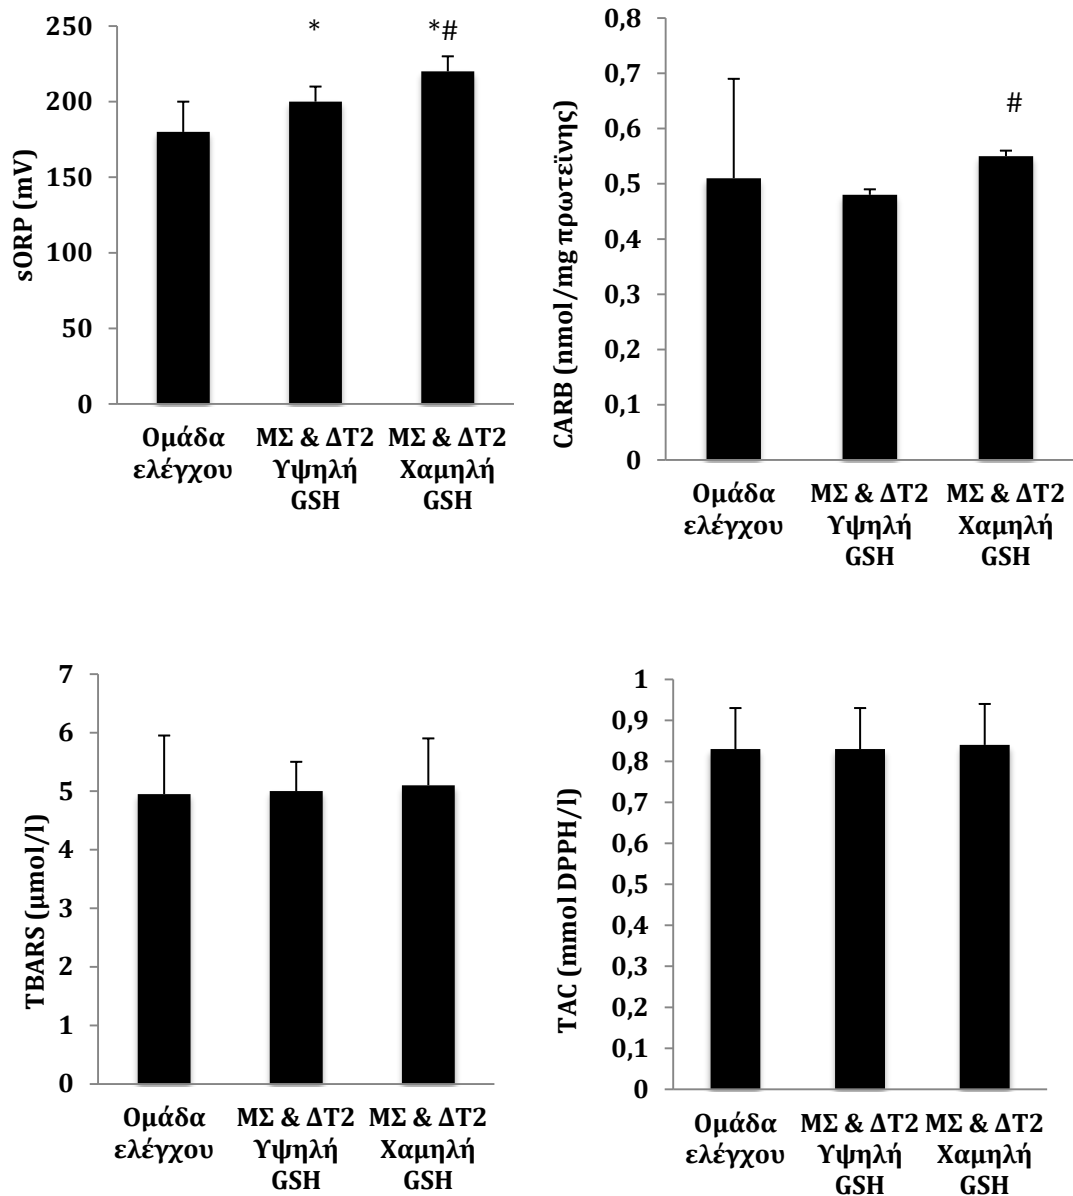 sORP (mV)
250
200
150
100
50
0
*
*#
Ομάδα ελέγχου
ΜΣ & ΔΤ2 Υψηλή GSH
ΜΣ & ΔΤ2 Χαμηλή GSH
CARB (nmol/mg πρωτεϊνης)
0,8
0,7
0,6
0,5
0,4
0,3
0,2
0,1
0
#
Ομάδα ελέγχου
ΜΣ & ΔΤ2 Υψηλή GSH
ΜΣ & ΔΤ2 Χαμηλή GSH
TBARS (μmol/l)
7
6
5
4
3
2
1
0
Ομάδα ελέγχου
ΜΣ & ΔΤ2 Υψηλή GSH
ΜΣ & ΔΤ2 Χαμηλή GSH
TAC (mmol DPPH/l)
1
0,9
0,8
0,7
0,6
0,5
0,4
0,3
0,2
0,1
0
Ομάδα ελέγχου
ΜΣ & ΔΤ2 Υψηλή GSH
ΜΣ & ΔΤ2 Χαμηλή GSH